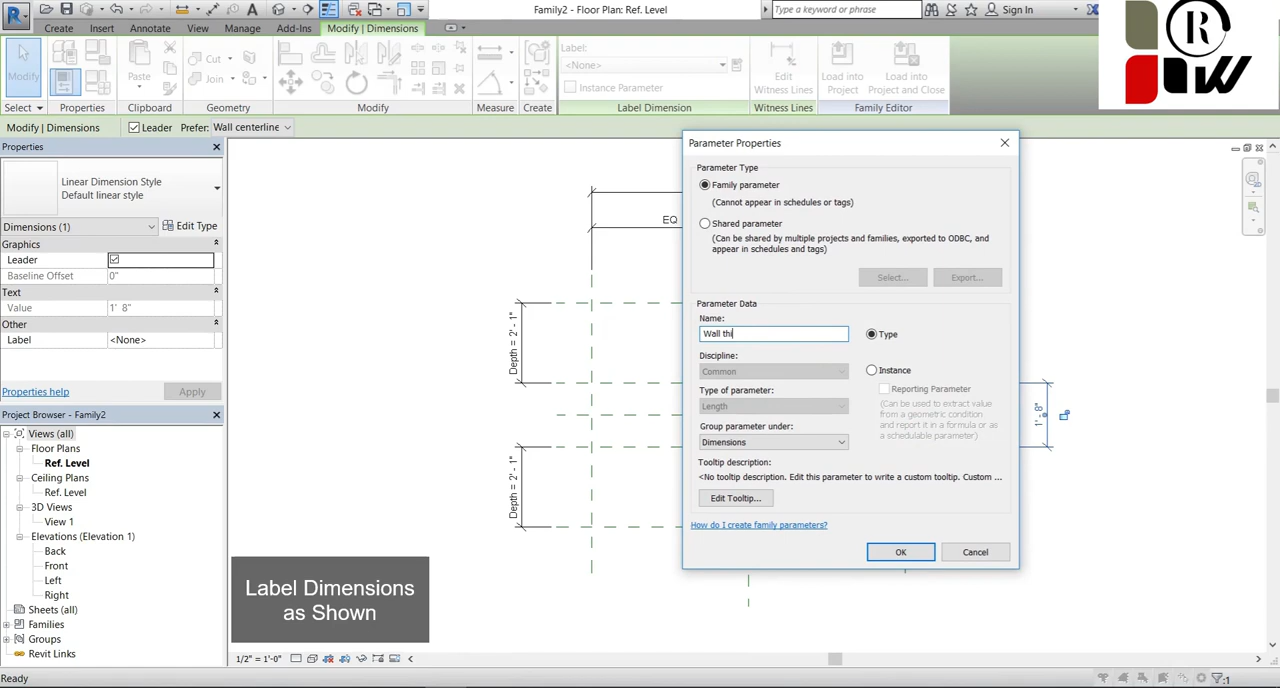 Family2 - Floor Plan: Ref. Level
Type a keyword or phrase
Sign In
Create
Insert
Annotate
View
Manage
Add-Ins
Modify | Dimensions
R
W
Modify
Paste
Cut
Join
Label:
<None>
Instance Parameter
Edit
Witness Lines
Load into
Project
Load into
Project and Close
Select
Properties
Clipboard
Geometry
Modify
Measure
Create
Label Dimension
Witness Lines
Family Editor
Modify | Dimensions
Leader
Prefer:
Wall centerline
Properties
Linear Dimension Style
Default linear style
Dimensions (1)
Edit Type
Graphics
Leader
Baseline Offset
0"
Text
Value
1' 8"
Other
Label
<None>
Properties help
Apply
Project Browser - Family2
Views (all)
Floor Plans
Ref. Level
Ceiling Plans
Ref. Level
3D Views
View 1
Elevations (Elevation 1)
Back
Front
Left
Right
Sheets (all)
Families
Groups
Revit Links
EQ
Depth = 2' - 1"
Depth = 2' - 1"
1' - 8"
Parameter Properties
Parameter Type
Family parameter
(Cannot appear in schedules or tags)
Shared parameter
(Can be shared by multiple projects and families, exported to ODBC, and
appear in schedules and tags)
Select...
Export...
Parameter Data
Name:
Wall thi
Type
Discipline:
Common
Instance
Type of parameter:
Length
Reporting Parameter
(Can be used to extract value
from a geometric condition
and report it in a formula or as
a schedulable parameter)
Group parameter under:
Dimensions
Tooltip description:
<No tooltip description. Edit this parameter to write a custom tooltip. Custom ...
Edit Tooltip...
How do I create family parameters?
OK
Cancel
Label Dimensions
as Shown
1/2" = 1'-0"
Ready
:1